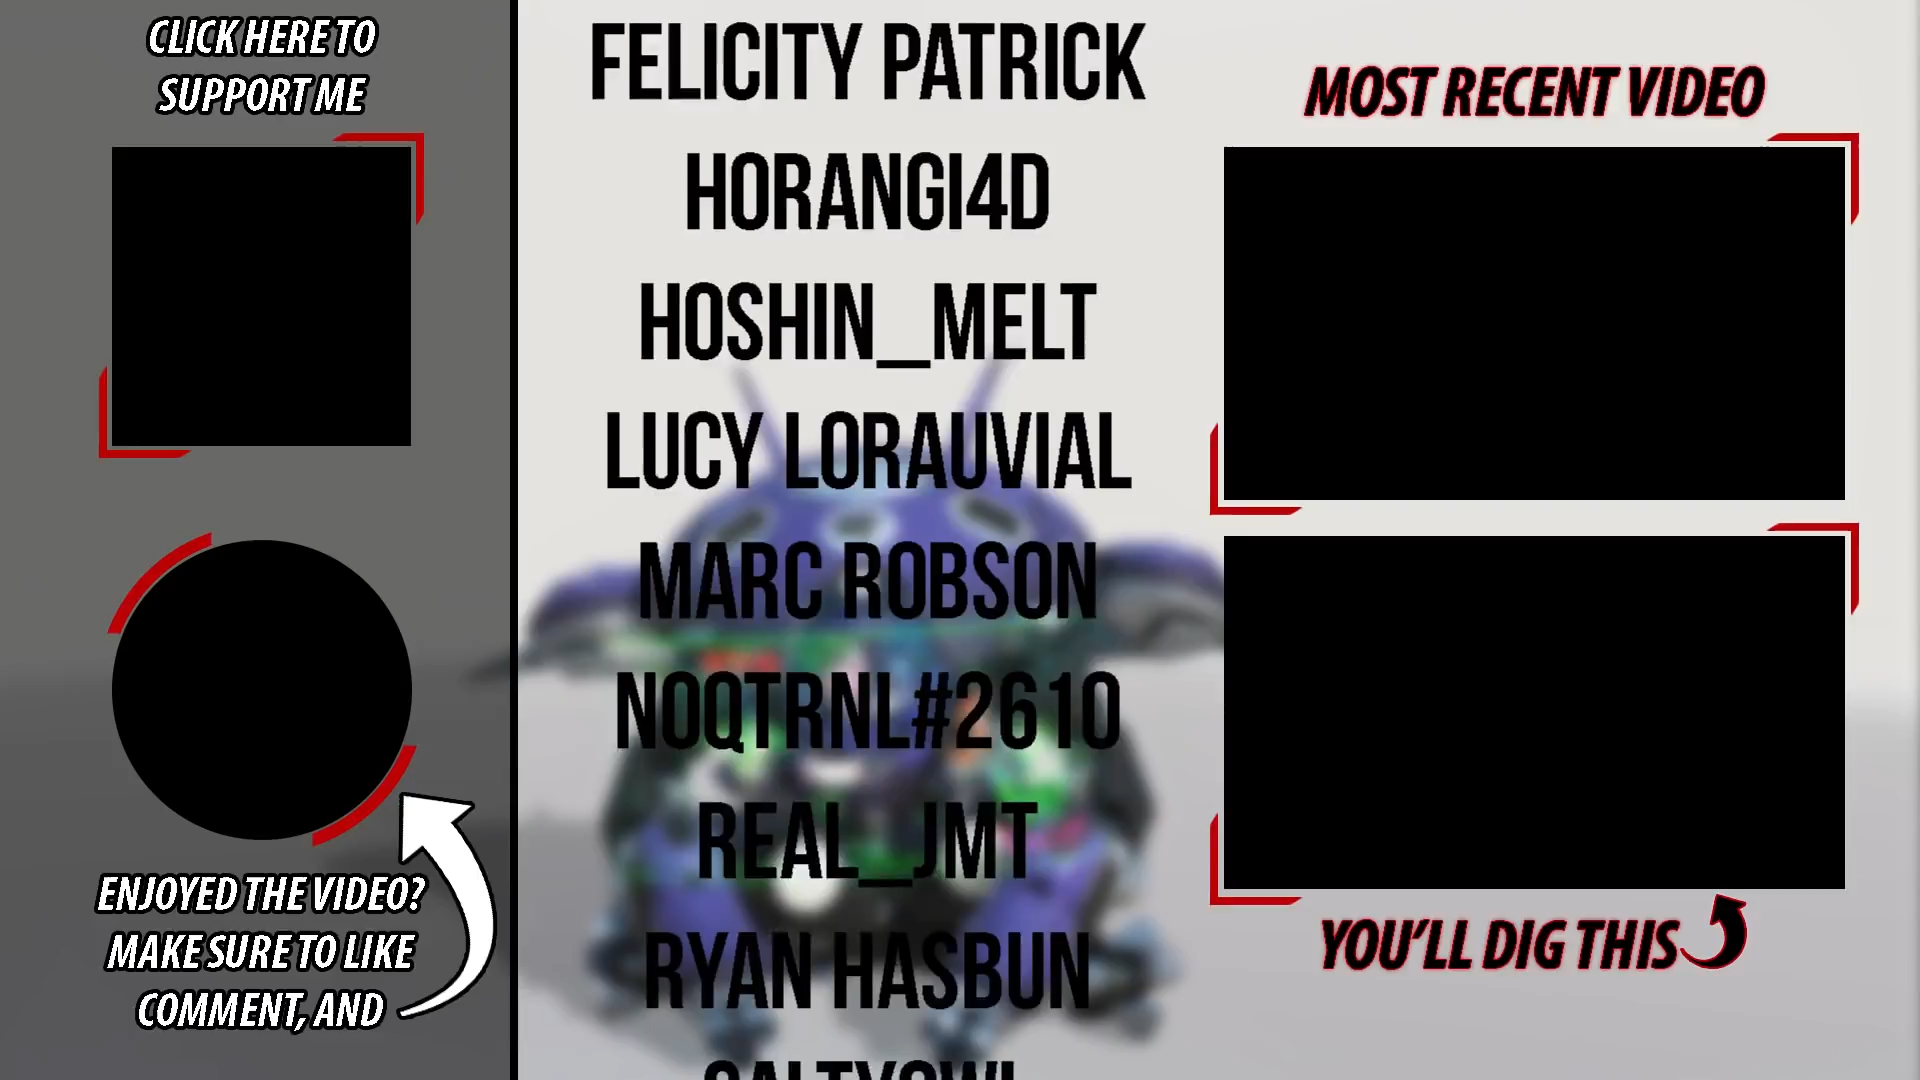 CLICK HERE TO
SUPPORT ME
ENJOYED THE VIDEO?
MAKE SURE TO LIKE
COMMENT, AND
FELICITY PATRICK
HORANGI4D
HOSHIN_MELT
LUCY LORAUVIAL
MARC ROBSON
NOQTRNL#2610
REAL_JMT
RYAN HASBUN
MOST RECENT VIDEO
YOU'LL DIG THIS